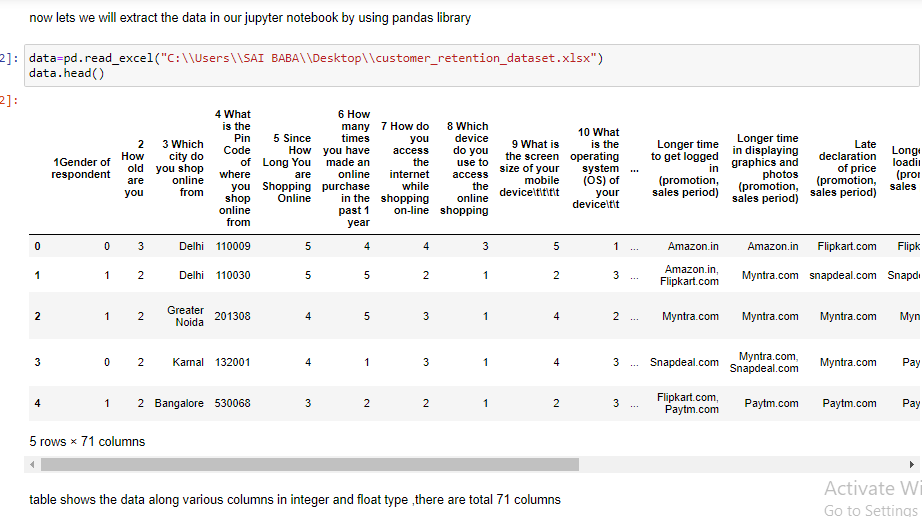 now lets we will extract the data in our jupyter notebook by using pandas library
2]: data=pd.read_excel("C:\\Users\\SAI BABA\\Desktop\\customer_retention_dataset.xlsx")
data.head()
2]:
1Gender of respondent 2 How old are you 3 Which city do you shop online from 4 What is the Pin Code of where you shop online from 5 Since How Long You are Shopping Online 6 How many times you have made an online purchase in the past 1 year 7 How do you access the internet while shopping on-line 8 Which device do you use to access the online shopping 9 What is the screen size of your mobile device\t\t\t\t 10 What is the operating system (OS) of your device\t\t ... Longer time to get logged in (promotion, sales period) Longer time in displaying graphics and photos (promotion, sales period) Late declaration of price (promotion, sales period) Longe loadin (pror sales
0 0 3 Delhi 110009 5 4 4 3 5 1 ... Amazon.in Amazon.in Flipkart.com Flipk
1 1 2 Delhi 110030 5 5 2 1 2 3 ... Amazon.in, Flipkart.com Myntra.com snapdeal.com Snapd
2 1 2 Greater Noida 201308 4 5 3 1 4 2 ... Myntra.com Myntra.com Myntra.com Myn
3 0 2 Karnal 132001 4 1 3 1 4 3 ... Snapdeal.com Myntra.com, Snapdeal.com Myntra.com Pay
4 1 2 Bangalore 530068 3 2 2 1 2 3 ... Flipkart.com, Paytm.com Paytm.com Paytm.com Pay
5 rows × 71 columns
table shows the data along various columns in integer and float type ,there are total 71 columns
Activate Wi
Go to Settings